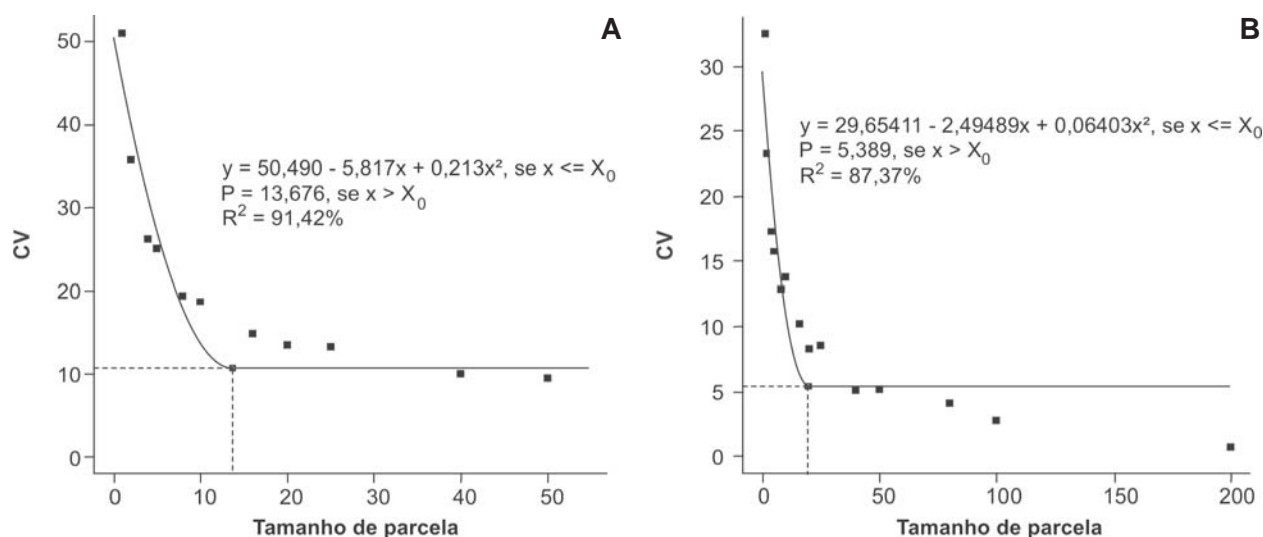 A
50
40
30
20
10
0
CV
y = 50,490 - 5,817x + 0,213x², se x <= X₀
P = 13,676, se x > X₀
R² = 91,42%
0 10 20 30 40 50
Tamanho de parcela
B
30
25
20
15
10
5
0
CV
y = 29,65411 - 2,49489x + 0,06403x², se x <= X₀
P = 5,389, se x > X₀
R² = 87,37%
0 50 100 150 200
Tamanho de parcela